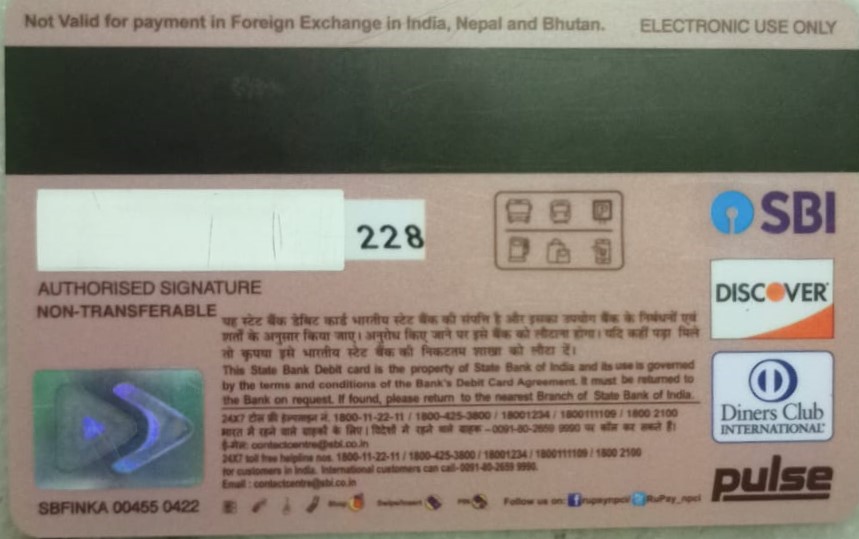 Not Valid for payment in Foreign Exchange in India, Nepal and Bhutan. ELECTRONIC USE ONLY
228
SBI
AUTHORISED SIGNATURE
NON-TRANSFERABLE
DISCOVER
यह स्टेट बैंक डेबिट कार्ड भारतीय स्टेट बैंक की संपत्ति है और इसका उपयोग बैंक के निबंधनों एवं
शर्तों के अनुसार किया जाए। अनुरोध किए जाने पर इसे बैंक को लौटाना होगा। यदि कहीं पड़ा मिले
तो कृपया इसे भारतीय स्टेट बैंक की निकटतम शाखा को लौटा दें।
This State Bank Debit card is the property of State Bank of India and its use is governed
by the terms and conditions of the Bank's Debit Card Agreement. It must be returned to
the Bank on request. If found, please return to the nearest Branch of State Bank of India.
Diners Club
INTERNATIONAL
24X7 टोल फ्री हेल्पलाइन नं. 1800-11-22-11 / 1800-425-3800 / 18001234 / 1800111109 / 1800 2100
भारत में रहने वाले ग्राहकों के लिए। विदेशों में रहने वाले ग्राहक -0091-80-2659 9990 पर कॉल कर सकते हैं।
ई-मेल: contactcentre@sbi.co.in
24X7 toll free helpline nos. 1800-11-22-11 / 1800-425-3800 / 18001234 / 1800111109 / 1800 2100
for customers in India. International customers can call-0091-80-2659 9990.
Email : contactcentre@sbi.co.in
pulse
SBFINKA 00455 0422
Follow us on: rupaynpci RuPay_npci